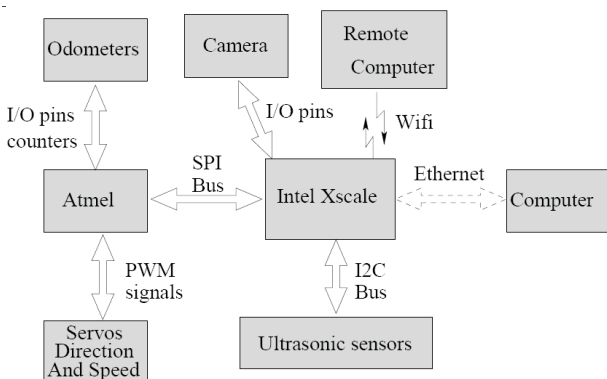 Odometers
Camera
Remote
Computer
I/O pins
counters
I/O pins
Wifi
SPI
Bus
Ethernet
Atmel
Intel Xscale
Computer
PWM
signals
I2C
Bus
Servos
Direction
And Speed
Ultrasonic sensors